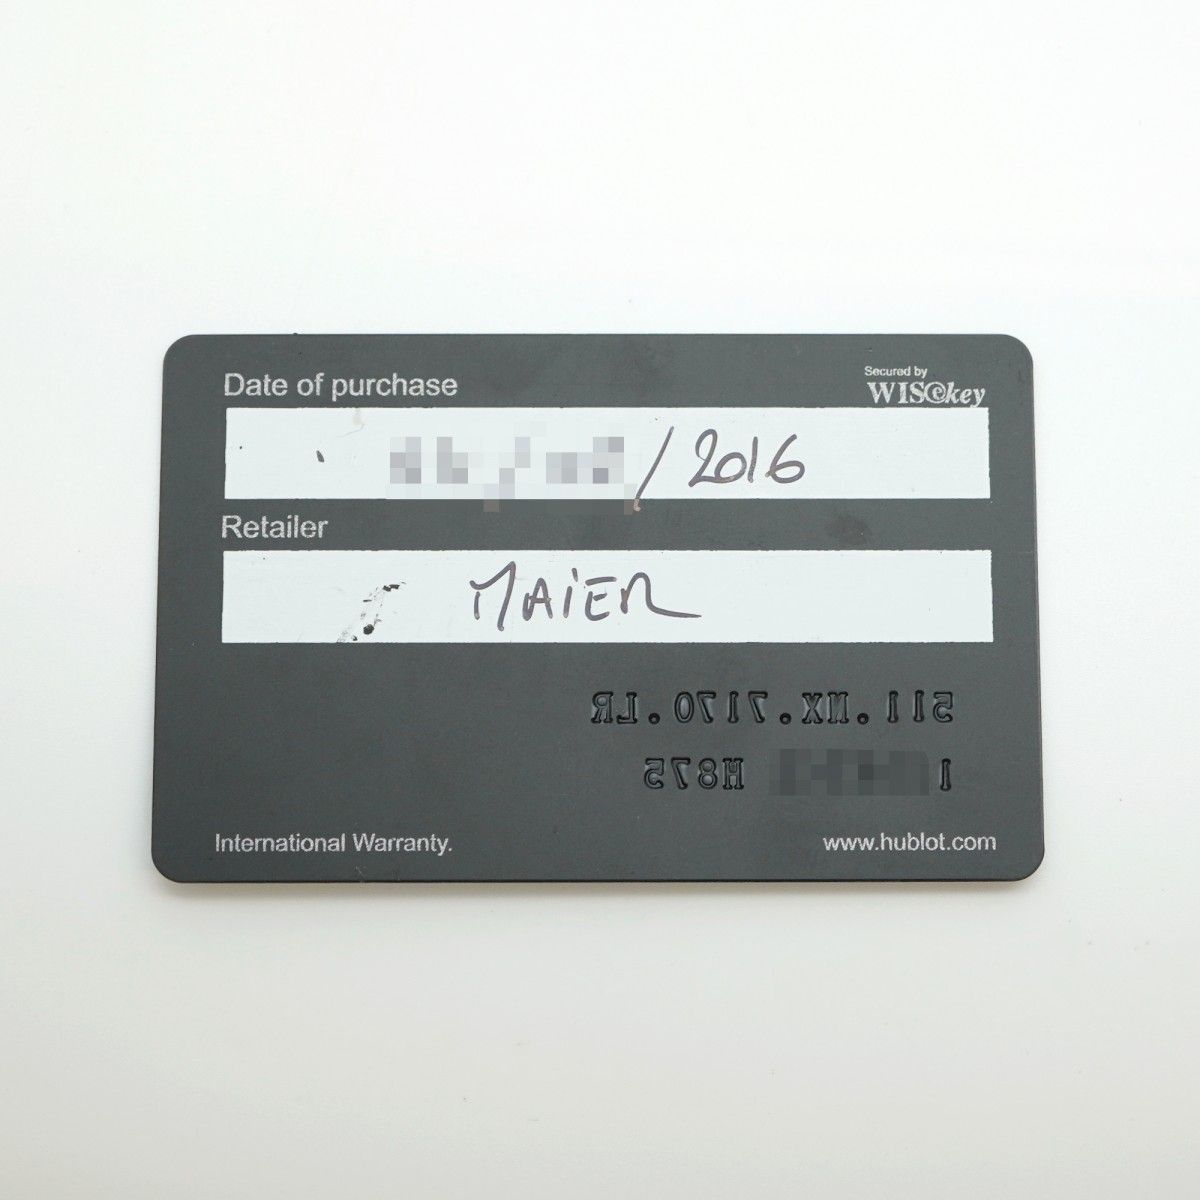 Date of purchase
Secured by
WISekey
/ 2016
Retailer
MAIER
511.NX.7170.LR
1 H875
International Warranty.
www.hublot.com